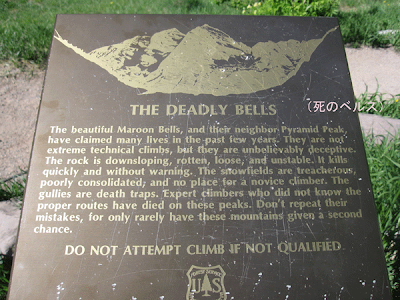 THE DEADLY BELLS
（死のベルス）
The beautiful Maroon Bells, and their neighbor Pyramid Peak,
have claimed many lives in the past few years. They are not
extreme technical climbs, but they are unbelievably deceptive.
The rock is downsloping, rotten, loose, and unstable. It kills
quickly and without warning. The snowfields are treacherous,
poorly consolidated, and no place for a novice climber. The
gullies are death traps. Expert climbers who did not know the
proper routes have died on these peaks. Don't repeat their
mistakes, for only rarely have these mountains given a second
chance.
DO NOT ATTEMPT CLIMB IF NOT QUALIFIED
U S